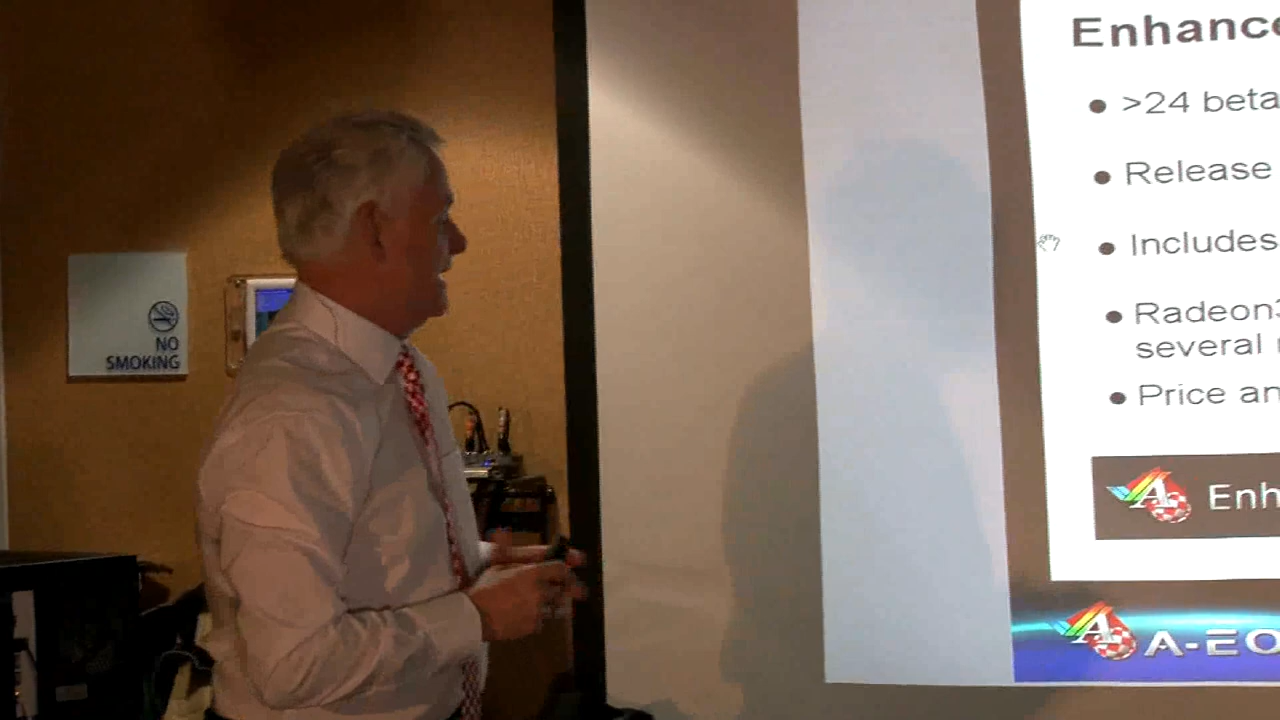 NO
SMOKING
Enhance
>24 beta
Release
Includes
Radeon
several
Price an
Enh
A-EO